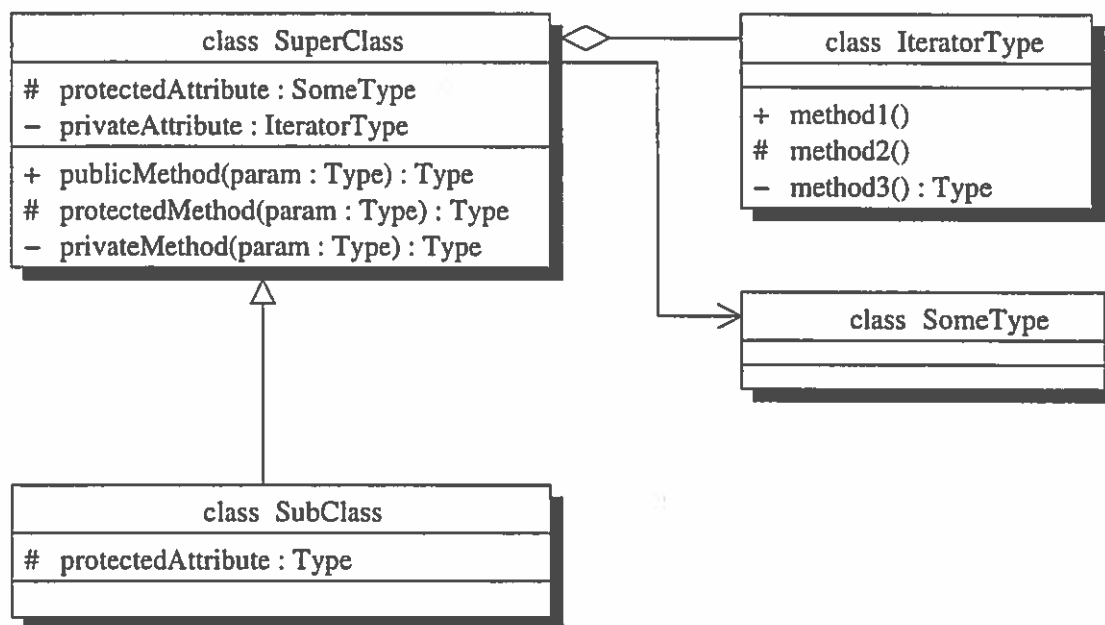 class SuperClass
# protectedAttribute : SomeType
− privateAttribute : IteratorType
+ publicMethod(param : Type) : Type
# protectedMethod(param : Type) : Type
− privateMethod(param : Type) : Type
class IteratorType
+ method1()
# method2()
− method3() : Type
class SomeType
class SubClass
# protectedAttribute : Type